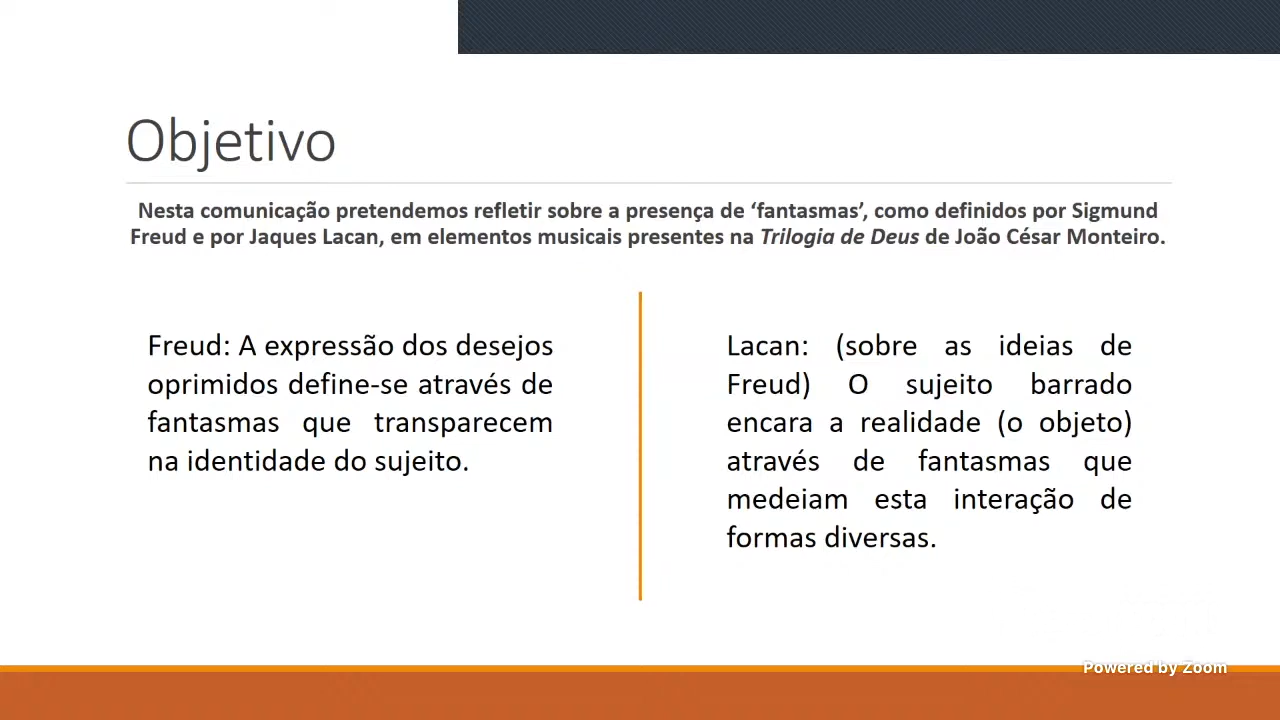 Objetivo
Nesta comunicação pretendemos refletir sobre a presença de ‘fantasmas’, como definidos por Sigmund
Freud e por Jaques Lacan, em elementos musicais presentes na Trilogia de Deus de João César Monteiro.
Freud: A expressão dos desejos
oprimidos define-se através de
fantasmas que transparecem
na identidade do sujeito.
Lacan: (sobre as ideias de
Freud) O sujeito barrado
encara a realidade (o objeto)
através de fantasmas que
medeiam esta interação de
formas diversas.
Powered by Zoom